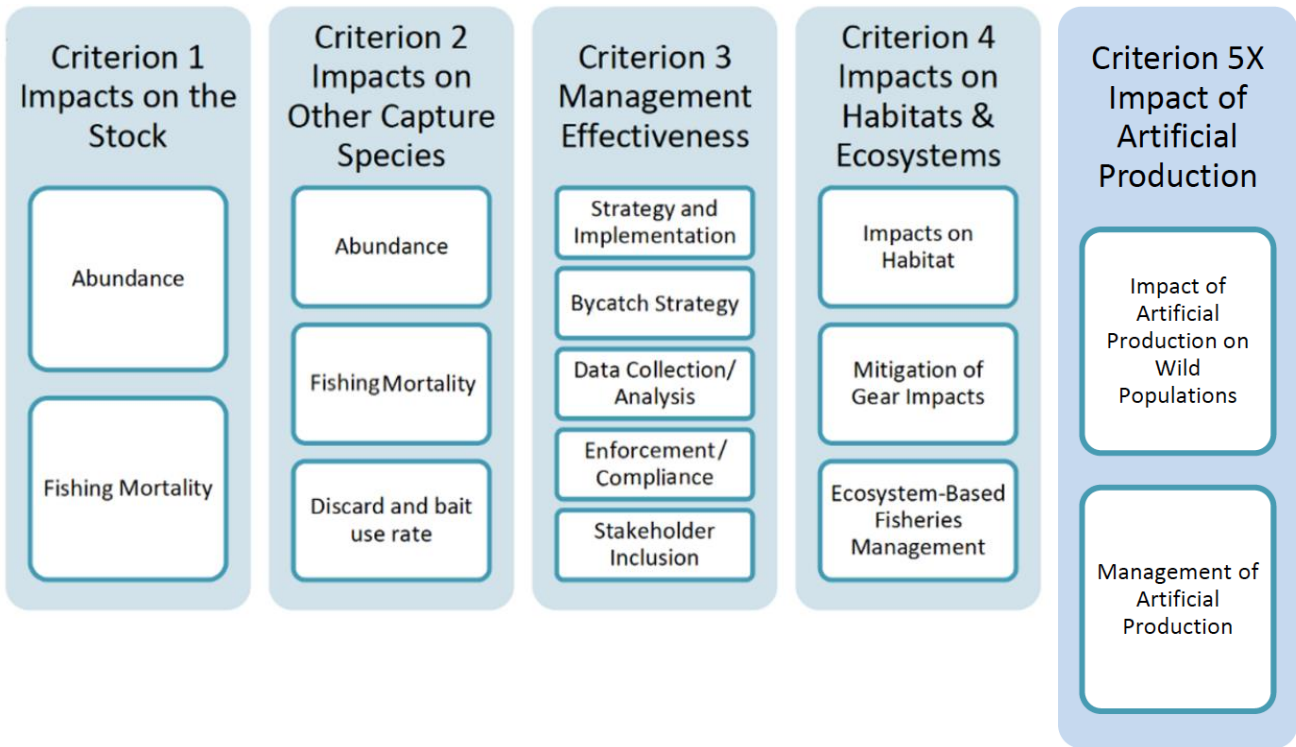 Criterion 1
Impacts on the
Stock
Abundance
Fishing Mortality
Criterion 2
Impacts on
Other Capture
Species
Abundance
Fishing Mortality
Discard and bait
use rate
Criterion 3
Management
Effectiveness
Strategy and
Implementation
Bycatch Strategy
Data Collection/
Analysis
Enforcement/
Compliance
Stakeholder
Inclusion
Criterion 4
Impacts on
Habitats &
Ecosystems
Impacts on
Habitat
Mitigation of
Gear Impacts
Ecosystem-Based
Fisheries
Management
Criterion 5X
Impact of
Artificial
Production
Impact of
Artificial
Production on
Wild
Populations
Management of
Artificial
Production